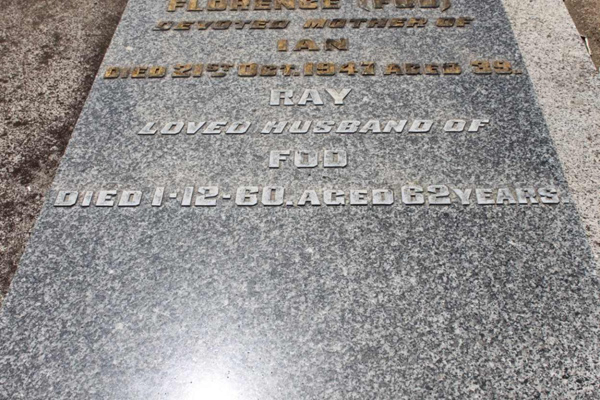 FLORENCE (FOD)
DEVOTED MOTHER OF
IAN
DIED 21ST OCT. 1943 AGED 39.
RAY
LOVED HUSBAND OF
FOD
DIED 1-12-60. AGED 62 YEARS.